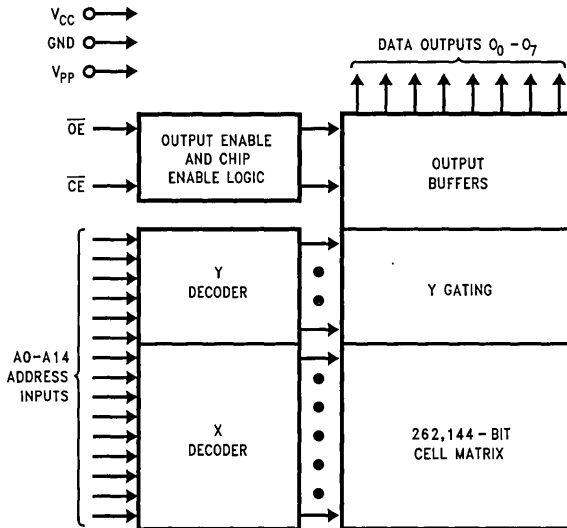 VCC
GND
VPP
DATA OUTPUTS O0 - O7
OE
CE
OUTPUT ENABLE
AND CHIP
ENABLE LOGIC
OUTPUT
BUFFERS
Y
DECODER
Y GATING
A0-A14
ADDRESS
INPUTS
X
DECODER
262,144-BIT
CELL MATRIX